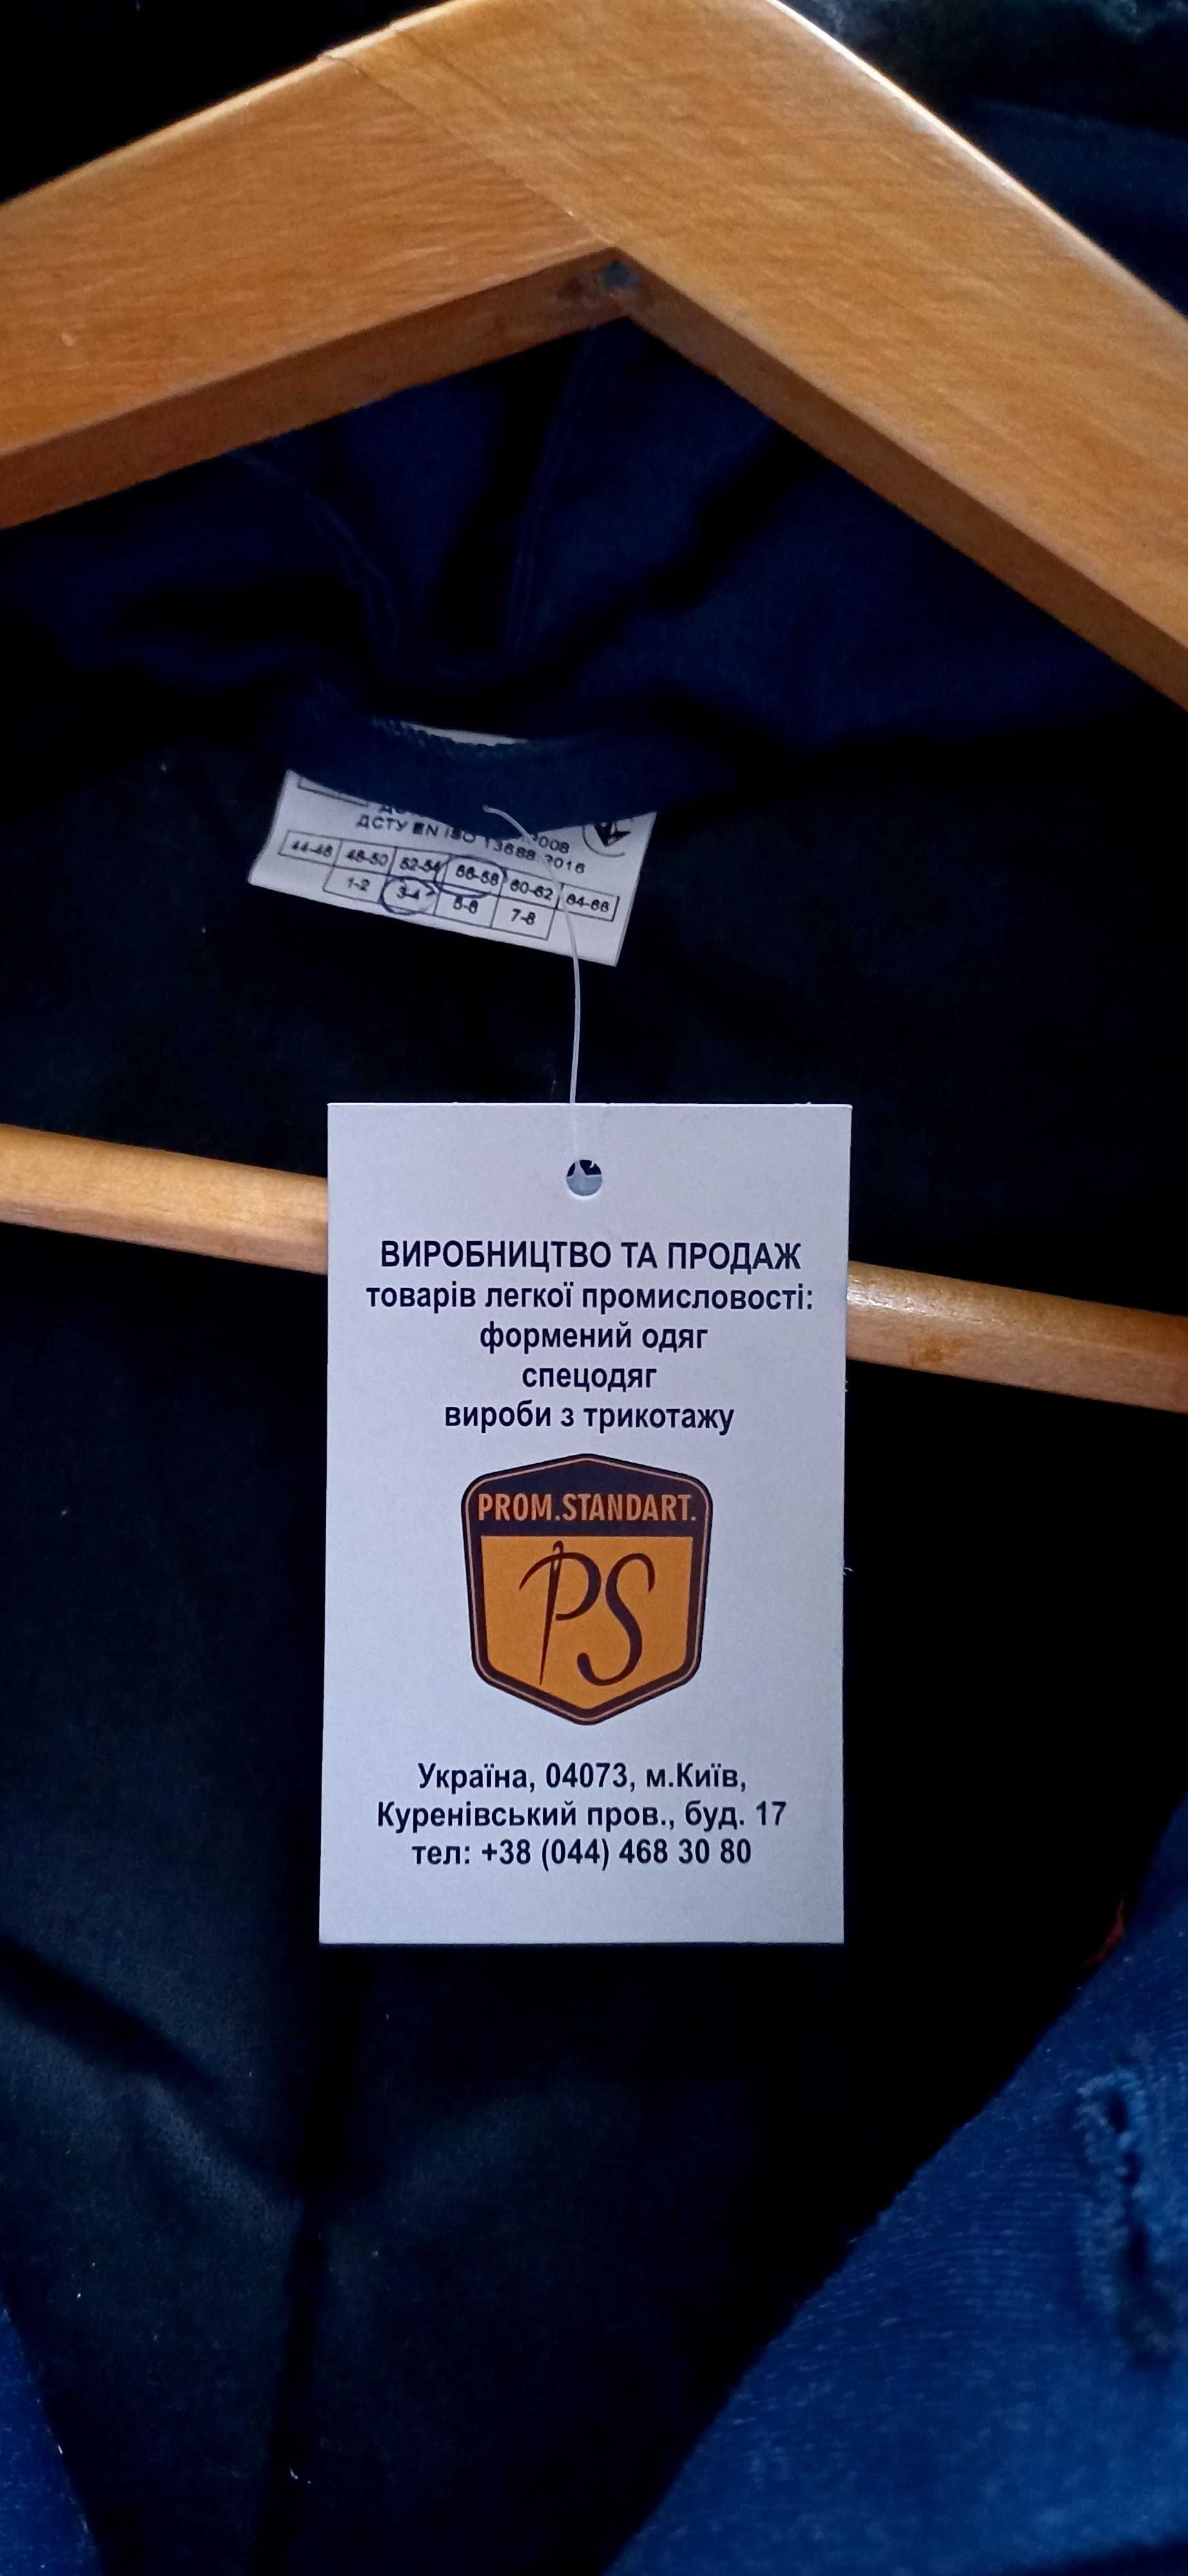 ДСТУ EN ISO 13688:2016
44-46 48-50 52-54 56-58 60-62 64-66
1-2 3-4 5-6 7-8
ВИРОБНИЦТВО ТА ПРОДАЖ
товарів легкої промисловості:
формений одяг
спецодяг
вироби з трикотажу
PROM.STANDART.
PS
Україна, 04073, м.Київ,
Куренівський пров., буд. 17
тел: +38 (044) 468 30 80